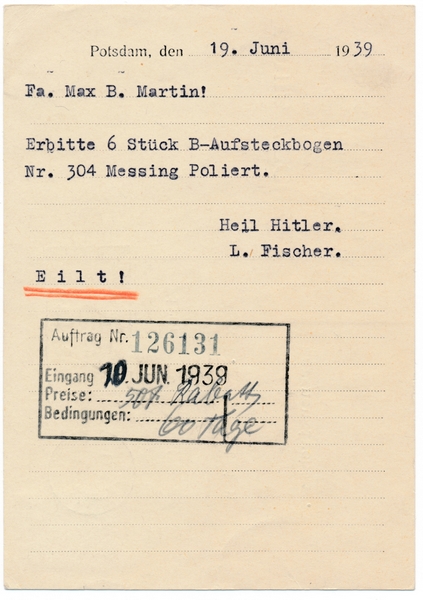 Potsdam, den 19. Juni 1939
Fa. Max B. Martin!
Erbitte 6 Stück B-Aufsteckbogen
Nr. 304 Messing Poliert.
Heil Hitler.
L. Fischer.
Eilt!
Auftrag Nr. 126131
Eingang JUN. 1939
Preise: 50% Rabatt
Bedingungen: 60 Tage